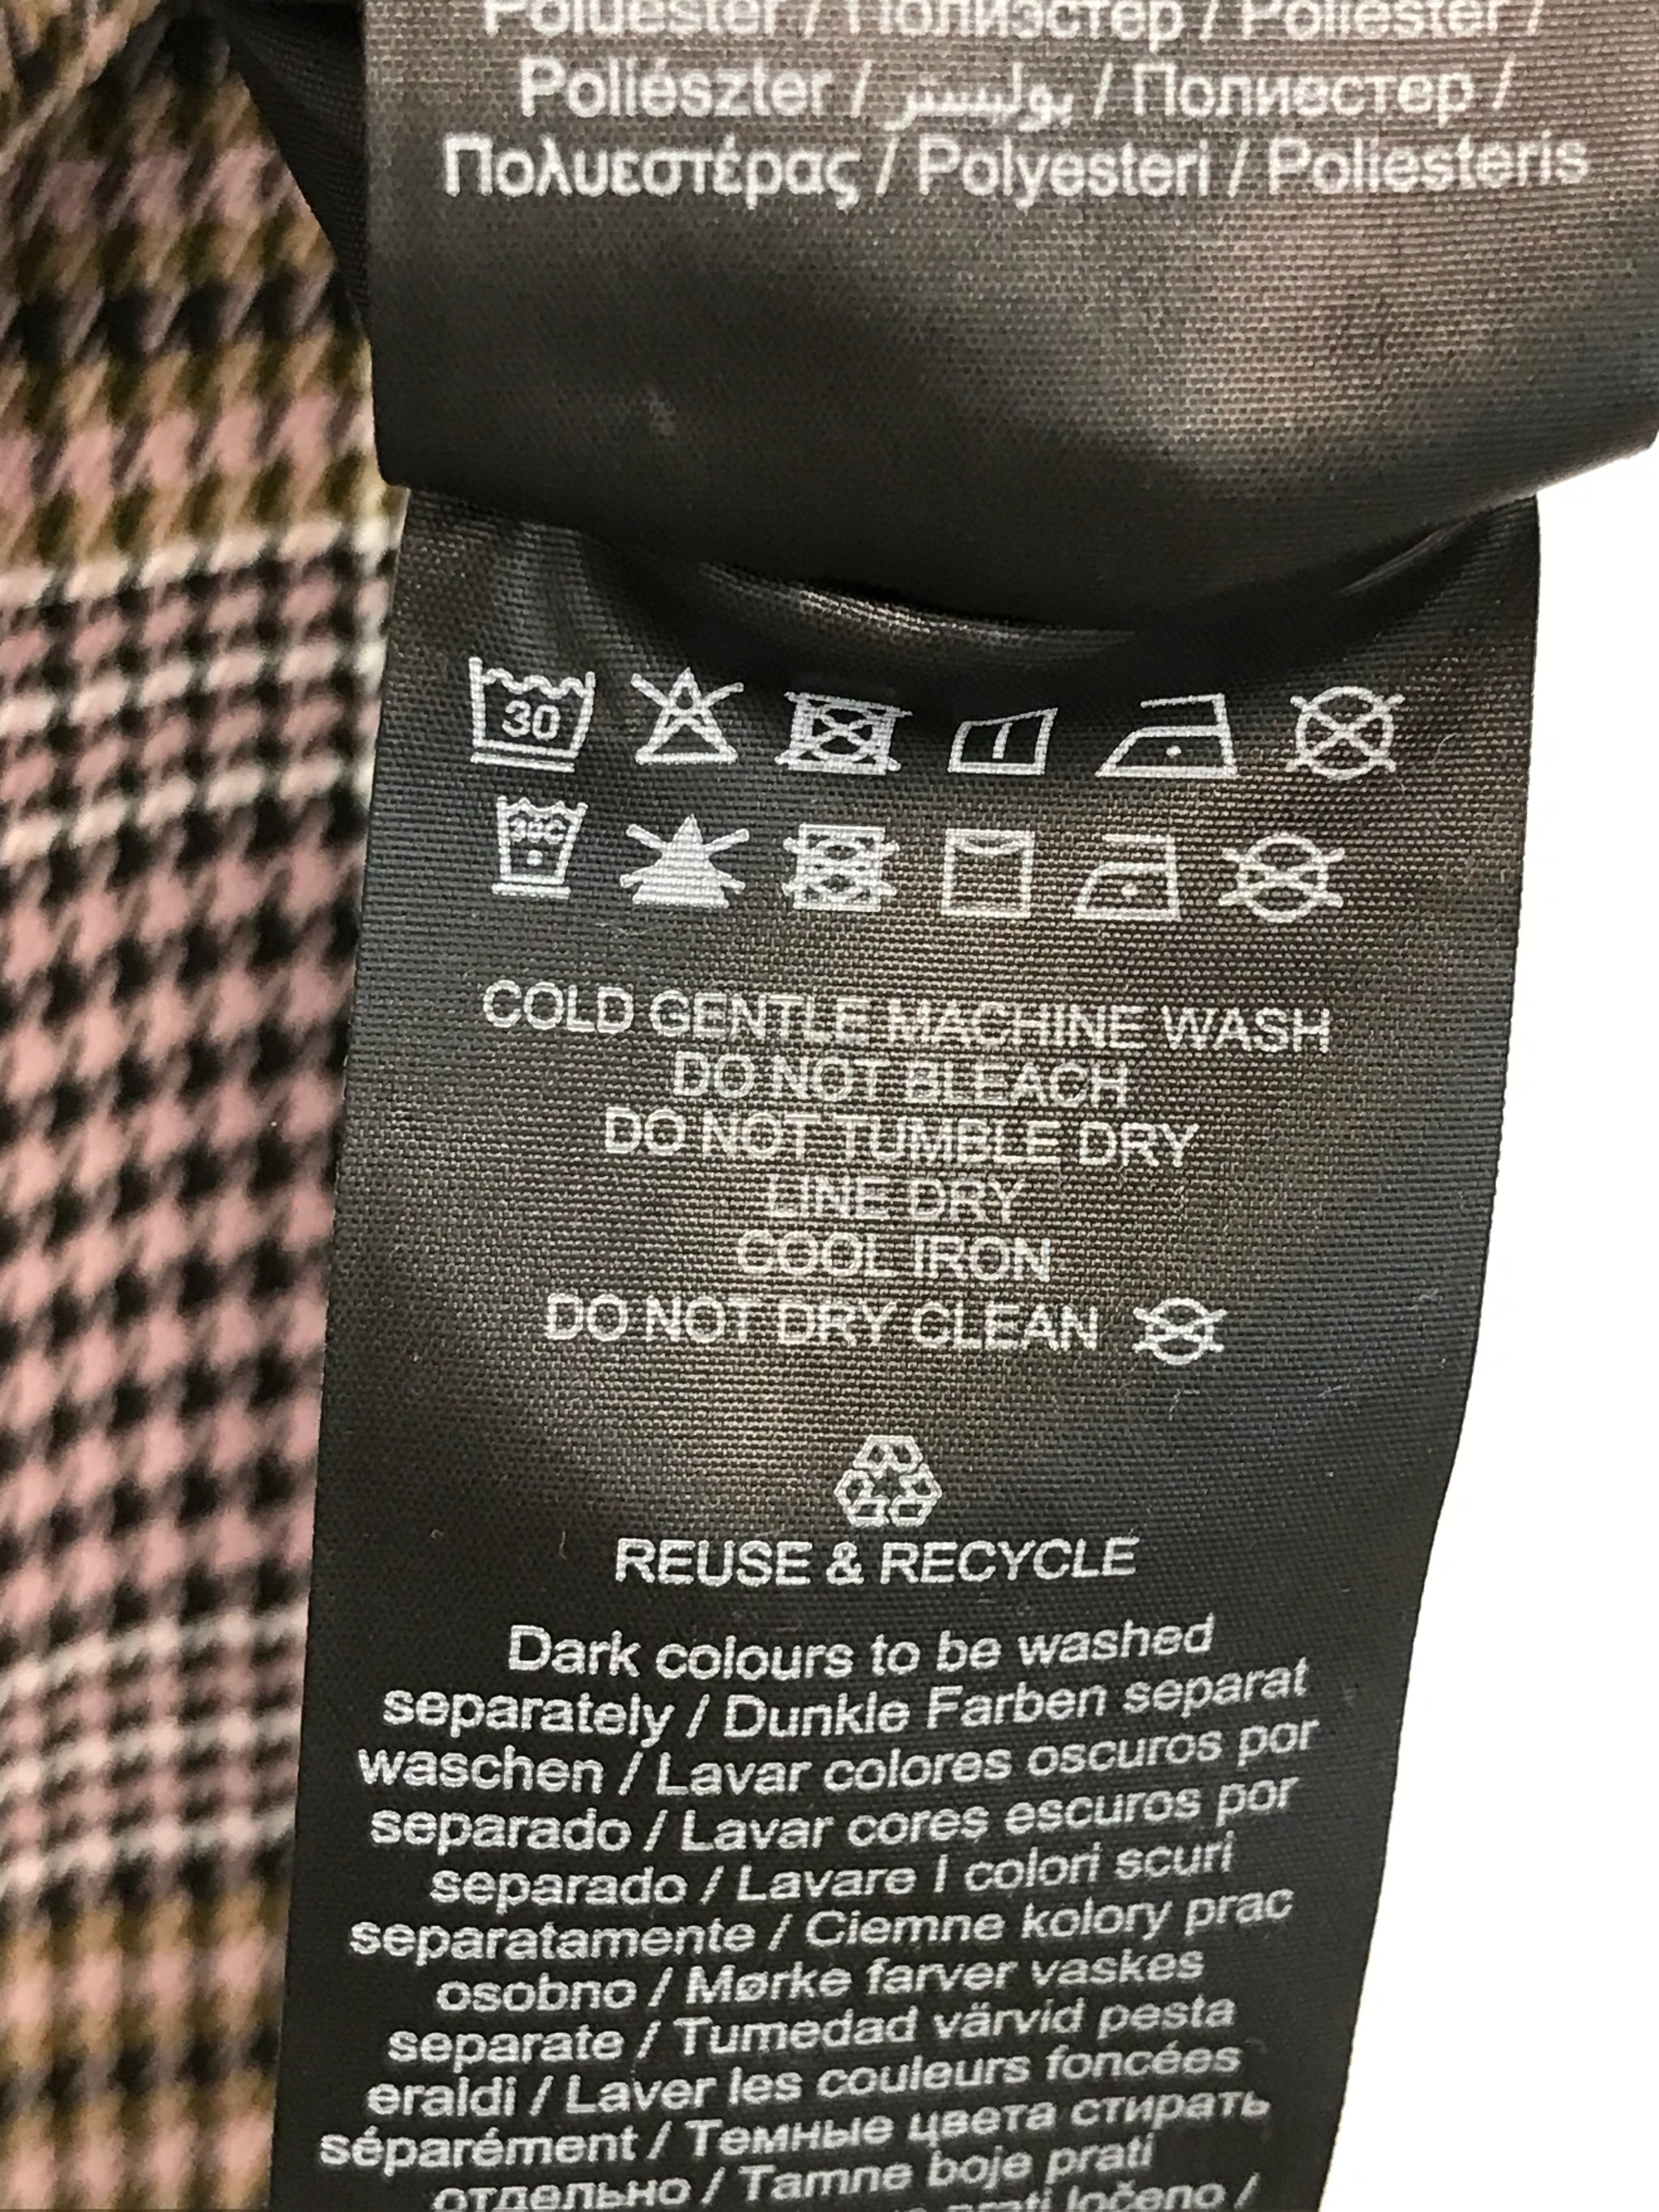 Poluester / Полиэстер / Poliester /
Poliészter / بوليستر / Полиестер /
Πολυεστέρας / Polyesteri / Poliesteris
30
30C
COLD GENTLE MACHINE WASH
DO NOT BLEACH
DO NOT TUMBLE DRY
LINE DRY
COOL IRON
DO NOT DRY CLEAN
REUSE & RECYCLE
Dark colours to be washed
separately / Dunkle Farben separat
waschen / Lavar colores oscuros por
separado / Lavar cores escuros por
separado / Lavare I colori scuri
separatamente / Ciemne kolory prac
osobno / Mørke farver vaskes
separate / Tumedad värvid pesta
eraldi / Laver les couleurs foncées
séparément / Темные цвета стирать
отдельно / Tamne boje prati
prati ločeno /